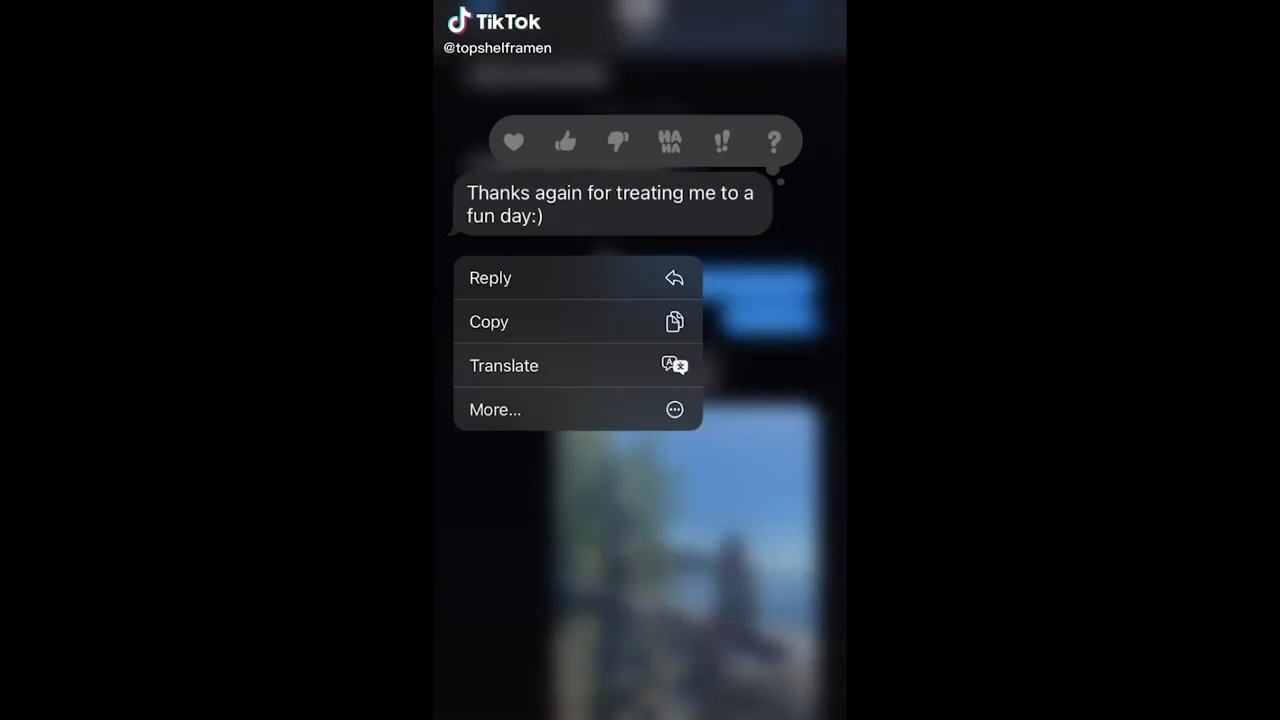 TikTok
@topshelframen
HA
HA
!!
?
Thanks again for treating me to a
fun day:)
Reply
Copy
Translate
More...